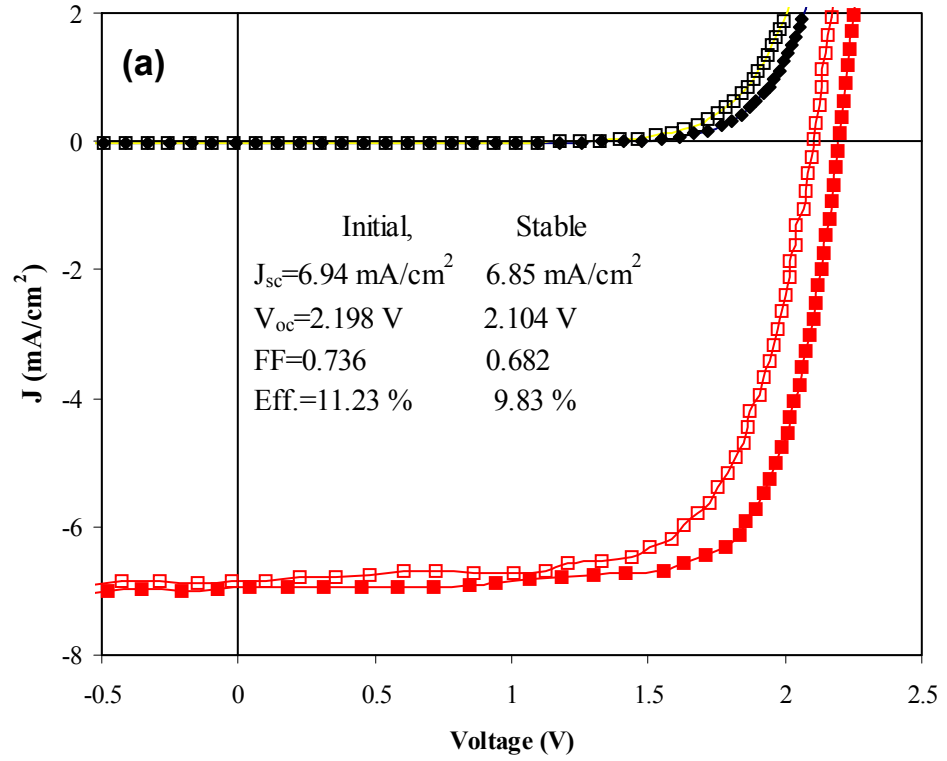 (a)
2
0
-2
-4
-6
-8
J (mA/cm²)
Initial, Stable
Jsc=6.94 mA/cm² 6.85 mA/cm²
Voc=2.198 V 2.104 V
FF=0.736 0.682
Eff.=11.23 % 9.83 %
-0.5 0 0.5 1 1.5 2 2.5
Voltage (V)